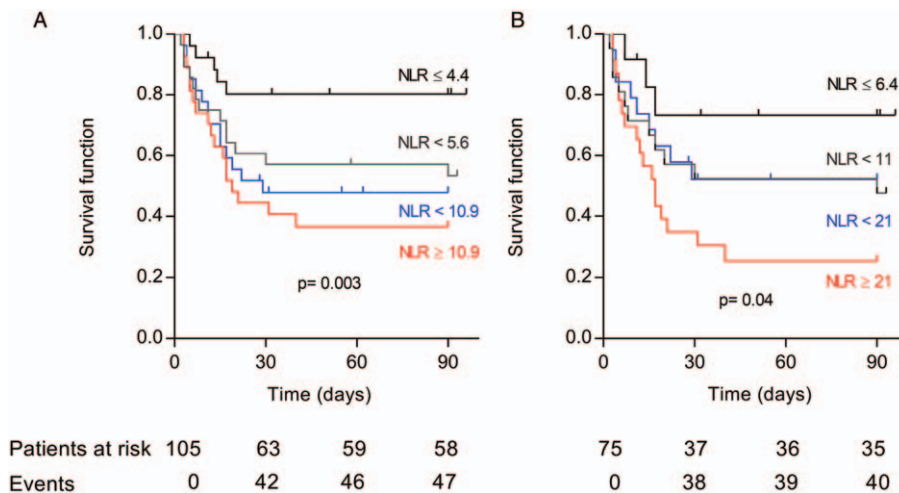 A
B
Survival function
1.0
0.8
0.6
0.4
0.2
0.0
NLR ≤ 4.4
NLR < 5.6
NLR < 10.9
NLR ≥ 10.9
p= 0.003
0 30 60 90
Time (days)
Survival function
1.0
0.8
0.6
0.4
0.2
0.0
NLR ≤ 6.4
NLR < 11
NLR < 21
NLR ≥ 21
p= 0.04
0 30 60 90
Time (days)
Patients at risk 105 63 59 58 75 37 36 35
Events 0 42 46 47 0 38 39 40